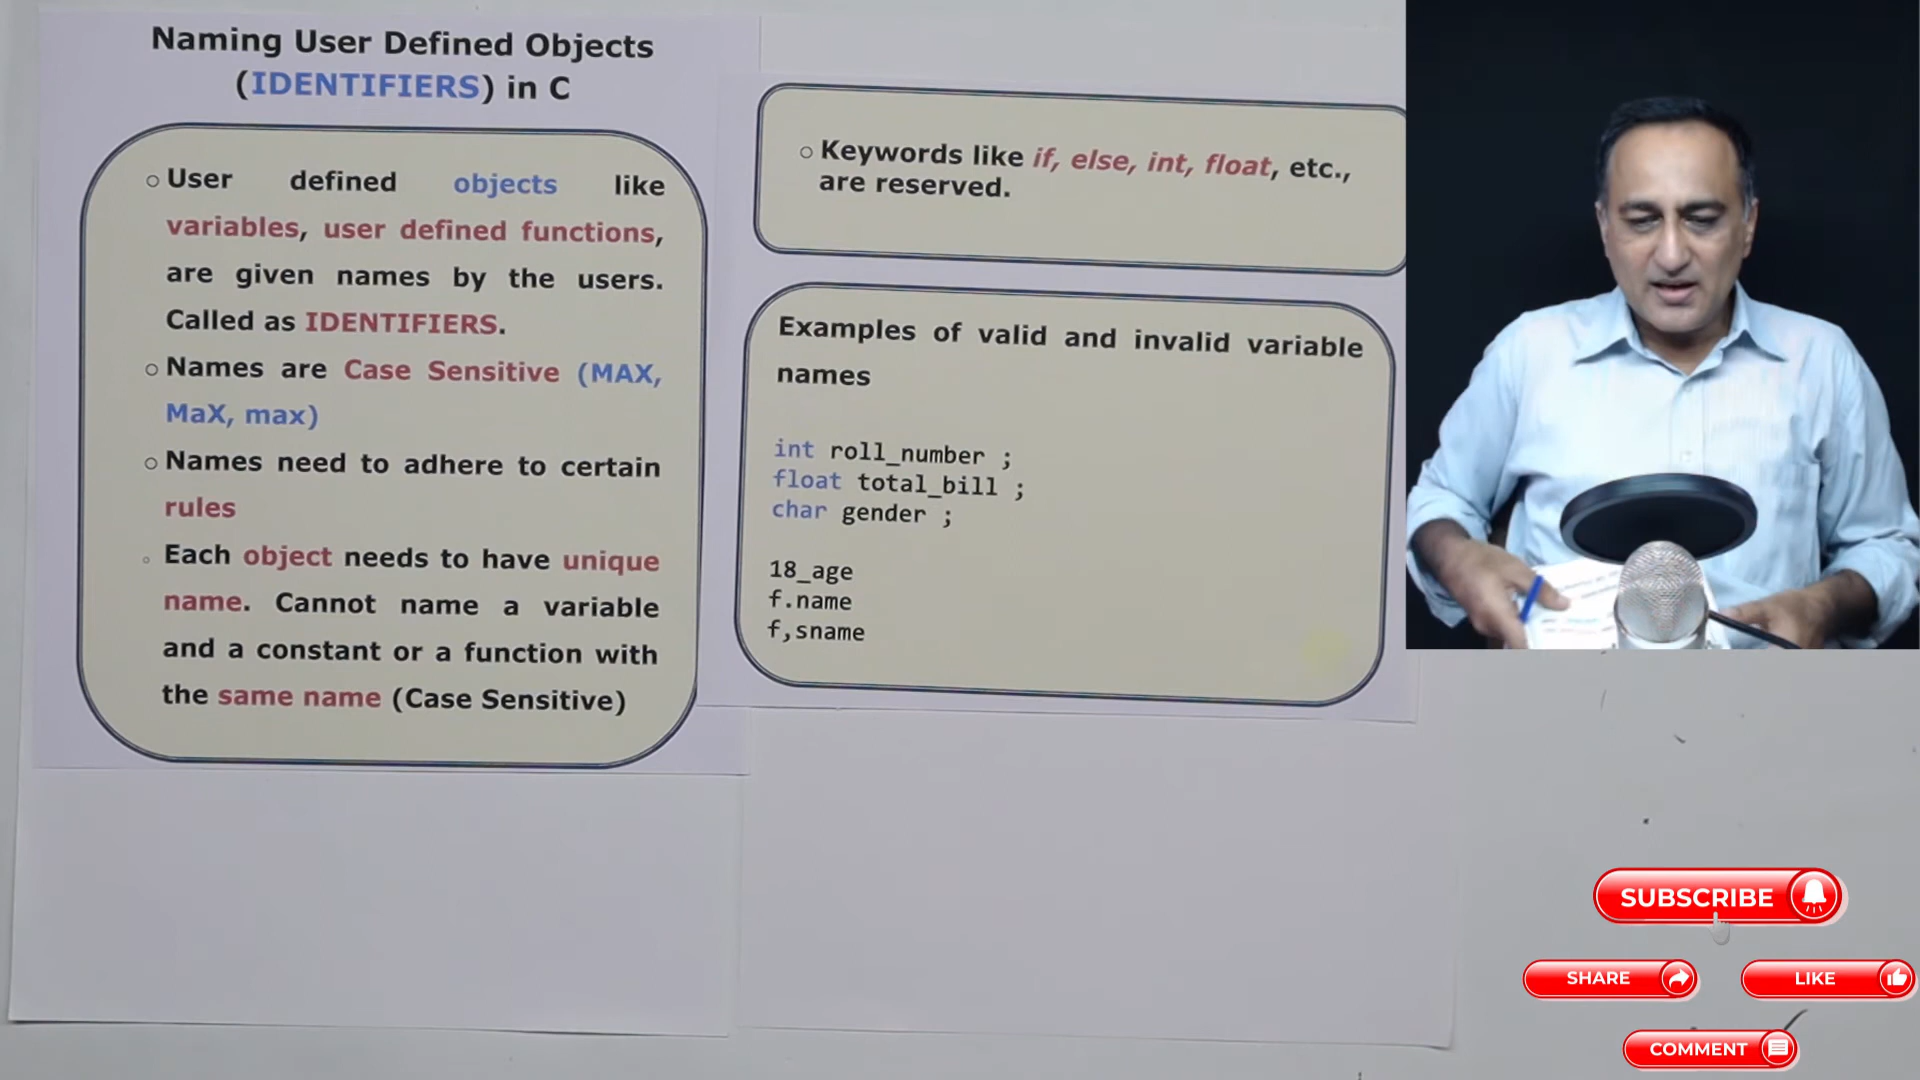 Naming User Defined Objects
(IDENTIFIERS) in C
○ User defined objects like
variables, user defined functions,
are given names by the users.
Called as IDENTIFIERS.
○ Names are Case Sensitive (MAX,
MaX, max)
○ Names need to adhere to certain
rules
○ Each object needs to have unique
name. Cannot name a variable
and a constant or a function with
the same name (Case Sensitive)
○ Keywords like if, else, int, float, etc.,
are reserved.
Examples of valid and invalid variable
names
int roll_number ;
float total_bill ;
char gender ;
18_age
f.name
f,sname
SUBSCRIBE
SHARE
LIKE
COMMENT